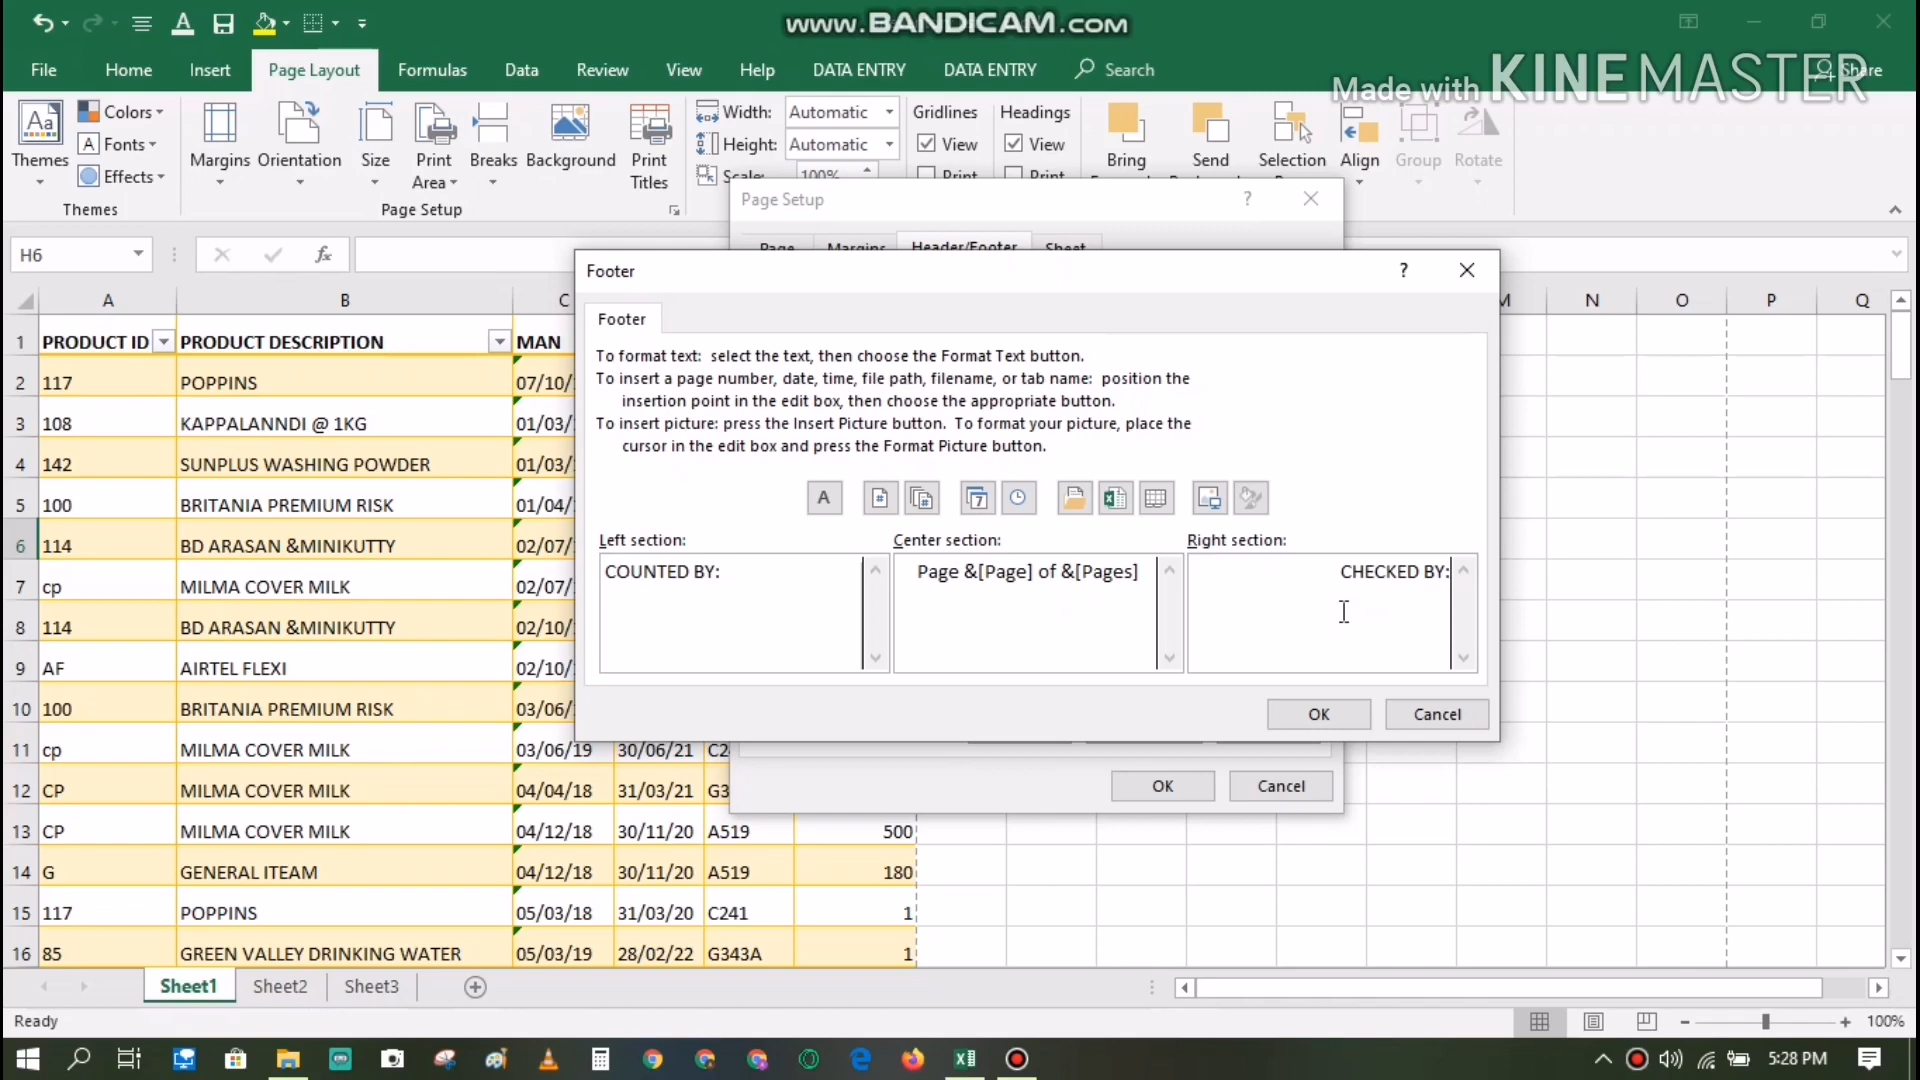 www.BANDICAM.com
File Home Insert Page Layout Formulas Data Review View Help DATA ENTRY DATA ENTRY Search Share
Made with KINEMASTER
Aa Colors Width: Automatic Gridlines Headings
A Fonts Height: Automatic View View
Themes Effects Margins Orientation Size Print Area Breaks Background Print Titles Scale: 100% Print Print Bring Send Selection Align Group Rotate
Themes Page Setup
Page Setup ?
Page Margins Header/Footer Sheet
H6 fx
Footer ?
A B C N O P Q
Footer
1 PRODUCT ID PRODUCT DESCRIPTION MAN
To format text: select the text, then choose the Format Text button.
To insert a page number, date, time, file path, filename, or tab name: position the
insertion point in the edit box, then choose the appropriate button.
To insert picture: press the Insert Picture button. To format your picture, place the
cursor in the edit box and press the Format Picture button.
A
Left section: Center section: Right section:
COUNTED BY: Page &[Page] of &[Pages] CHECKED BY:
OK Cancel
OK Cancel
2 117 POPPINS 07/10/
3 108 KAPPALANNDI @ 1KG 01/03/
4 142 SUNPLUS WASHING POWDER 01/03/
5 100 BRITANIA PREMIUM RISK 01/04/
6 114 BD ARASAN &MINIKUTTY 02/07/
7 cp MILMA COVER MILK 02/07/
8 114 BD ARASAN &MINIKUTTY 02/10/
9 AF AIRTEL FLEXI 02/10/
10 100 BRITANIA PREMIUM RISK 03/06/
11 cp MILMA COVER MILK 03/06/19 30/06/21 C2
12 CP MILMA COVER MILK 04/04/18 31/03/21 G3
13 CP MILMA COVER MILK 04/12/18 30/11/20 A519 500
14 G GENERAL ITEAM 04/12/18 30/11/20 A519 180
15 117 POPPINS 05/03/18 31/03/20 C241 1
16 85 GREEN VALLEY DRINKING WATER 05/03/19 28/02/22 G343A 1
Sheet1 Sheet2 Sheet3
Ready 100%
5:28 PM